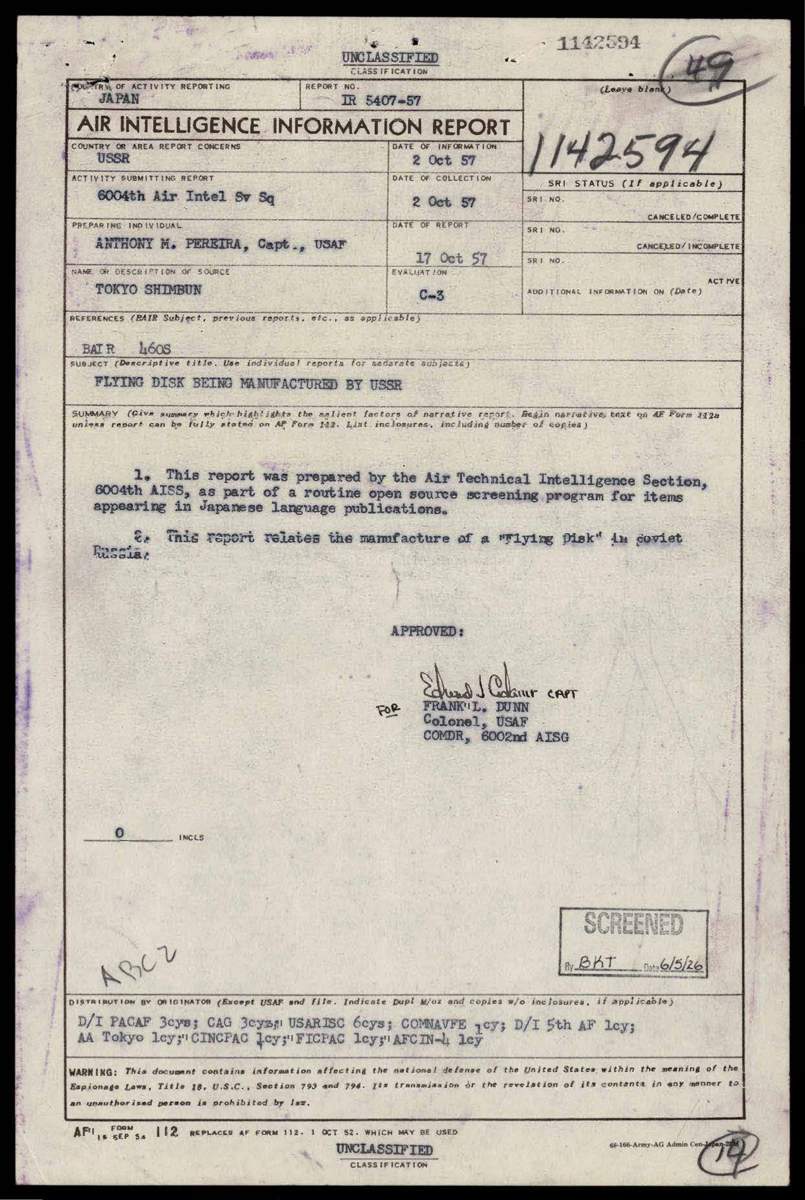 UNCLASSIFIED
CLASSIFICATION
1142594
49
COUNTRY OF ACTIVITY REPORTING
JAPAN
REPORT NO.
IR 5407-57
(Leave blank)
AIR INTELLIGENCE INFORMATION REPORT
1142594
COUNTRY OR AREA REPORT CONCERNS
USSR
DATE OF INFORMATION
2 Oct 57
ACTIVITY SUBMITTING REPORT
6004th Air Intel Sv Sq
DATE OF COLLECTION
2 Oct 57
SRI STATUS (If applicable)
SRI NO.
CANCELED/COMPLETE
PREPARING INDIVIDUAL
ANTHONY M. PEREIRA, Capt., USAF
DATE OF REPORT
17 Oct 57
SRI NO.
CANCELED/INCOMPLETE
NAME OR DESCRIPTION OF SOURCE
TOKYO SHIMBUN
EVALUATION
C-3
SRI NO.
ACTIVE
ADDITIONAL INFORMATION ON (Date)
REFERENCES (BAIR Subject, previous reports, etc., as applicable)
BAIR 460S
SUBJECT (Descriptive title. Use individual reports for separate subjects)
FLYING DISK BEING MANUFACTURED BY USSR
SUMMARY (Give summary which highlights the salient factors of narrative report. Begin narrative text on AF Form 112a
unless report can be fully stated on AF Form 112. List inclosures, including number of copies)
1. This report was prepared by the Air Technical Intelligence Section,
6004th AISS, as part of a routine open source screening program for items
appearing in Japanese language publications.
2. This report relates the manufacture of a "Flying Disk" in soviet
Russia.
APPROVED:
CAPT
FOR FRANK L. DUNN
Colonel, USAF
COMDR, 6002nd AISG
0 INCLS
SCREENED
By BKT Date 6/5/26
ABC2
DISTRIBUTION BY ORIGINATOR (Except USAF and file. Indicate Dupl M/oz and copies w/o inclosures, if applicable)
D/I PACAF 3cys; CAG 3cys; USARISC 6cys; COMNAVFE 1cy; D/I 5th AF 1cy;
AA Tokyo 1cy;" CINCPAC 1cy;" FICPAC 1cy;" AFCIN-4 1cy
WARNING: This document contains information affecting the national defense of the United States within the meaning of the
Espionage Laws, Title 18, U.S.C., Section 793 and 794. Its transmission or the revelation of its contents in any manner to
an unauthorized person is prohibited by law.
AF FORM 15 SEP 54 112 REPLACES AF FORM 112. 1 OCT 52. WHICH MAY BE USED
-166-Army-AG Admin Cen-Japan-
14
UNCLASSIFIED
CLASSIFICATION